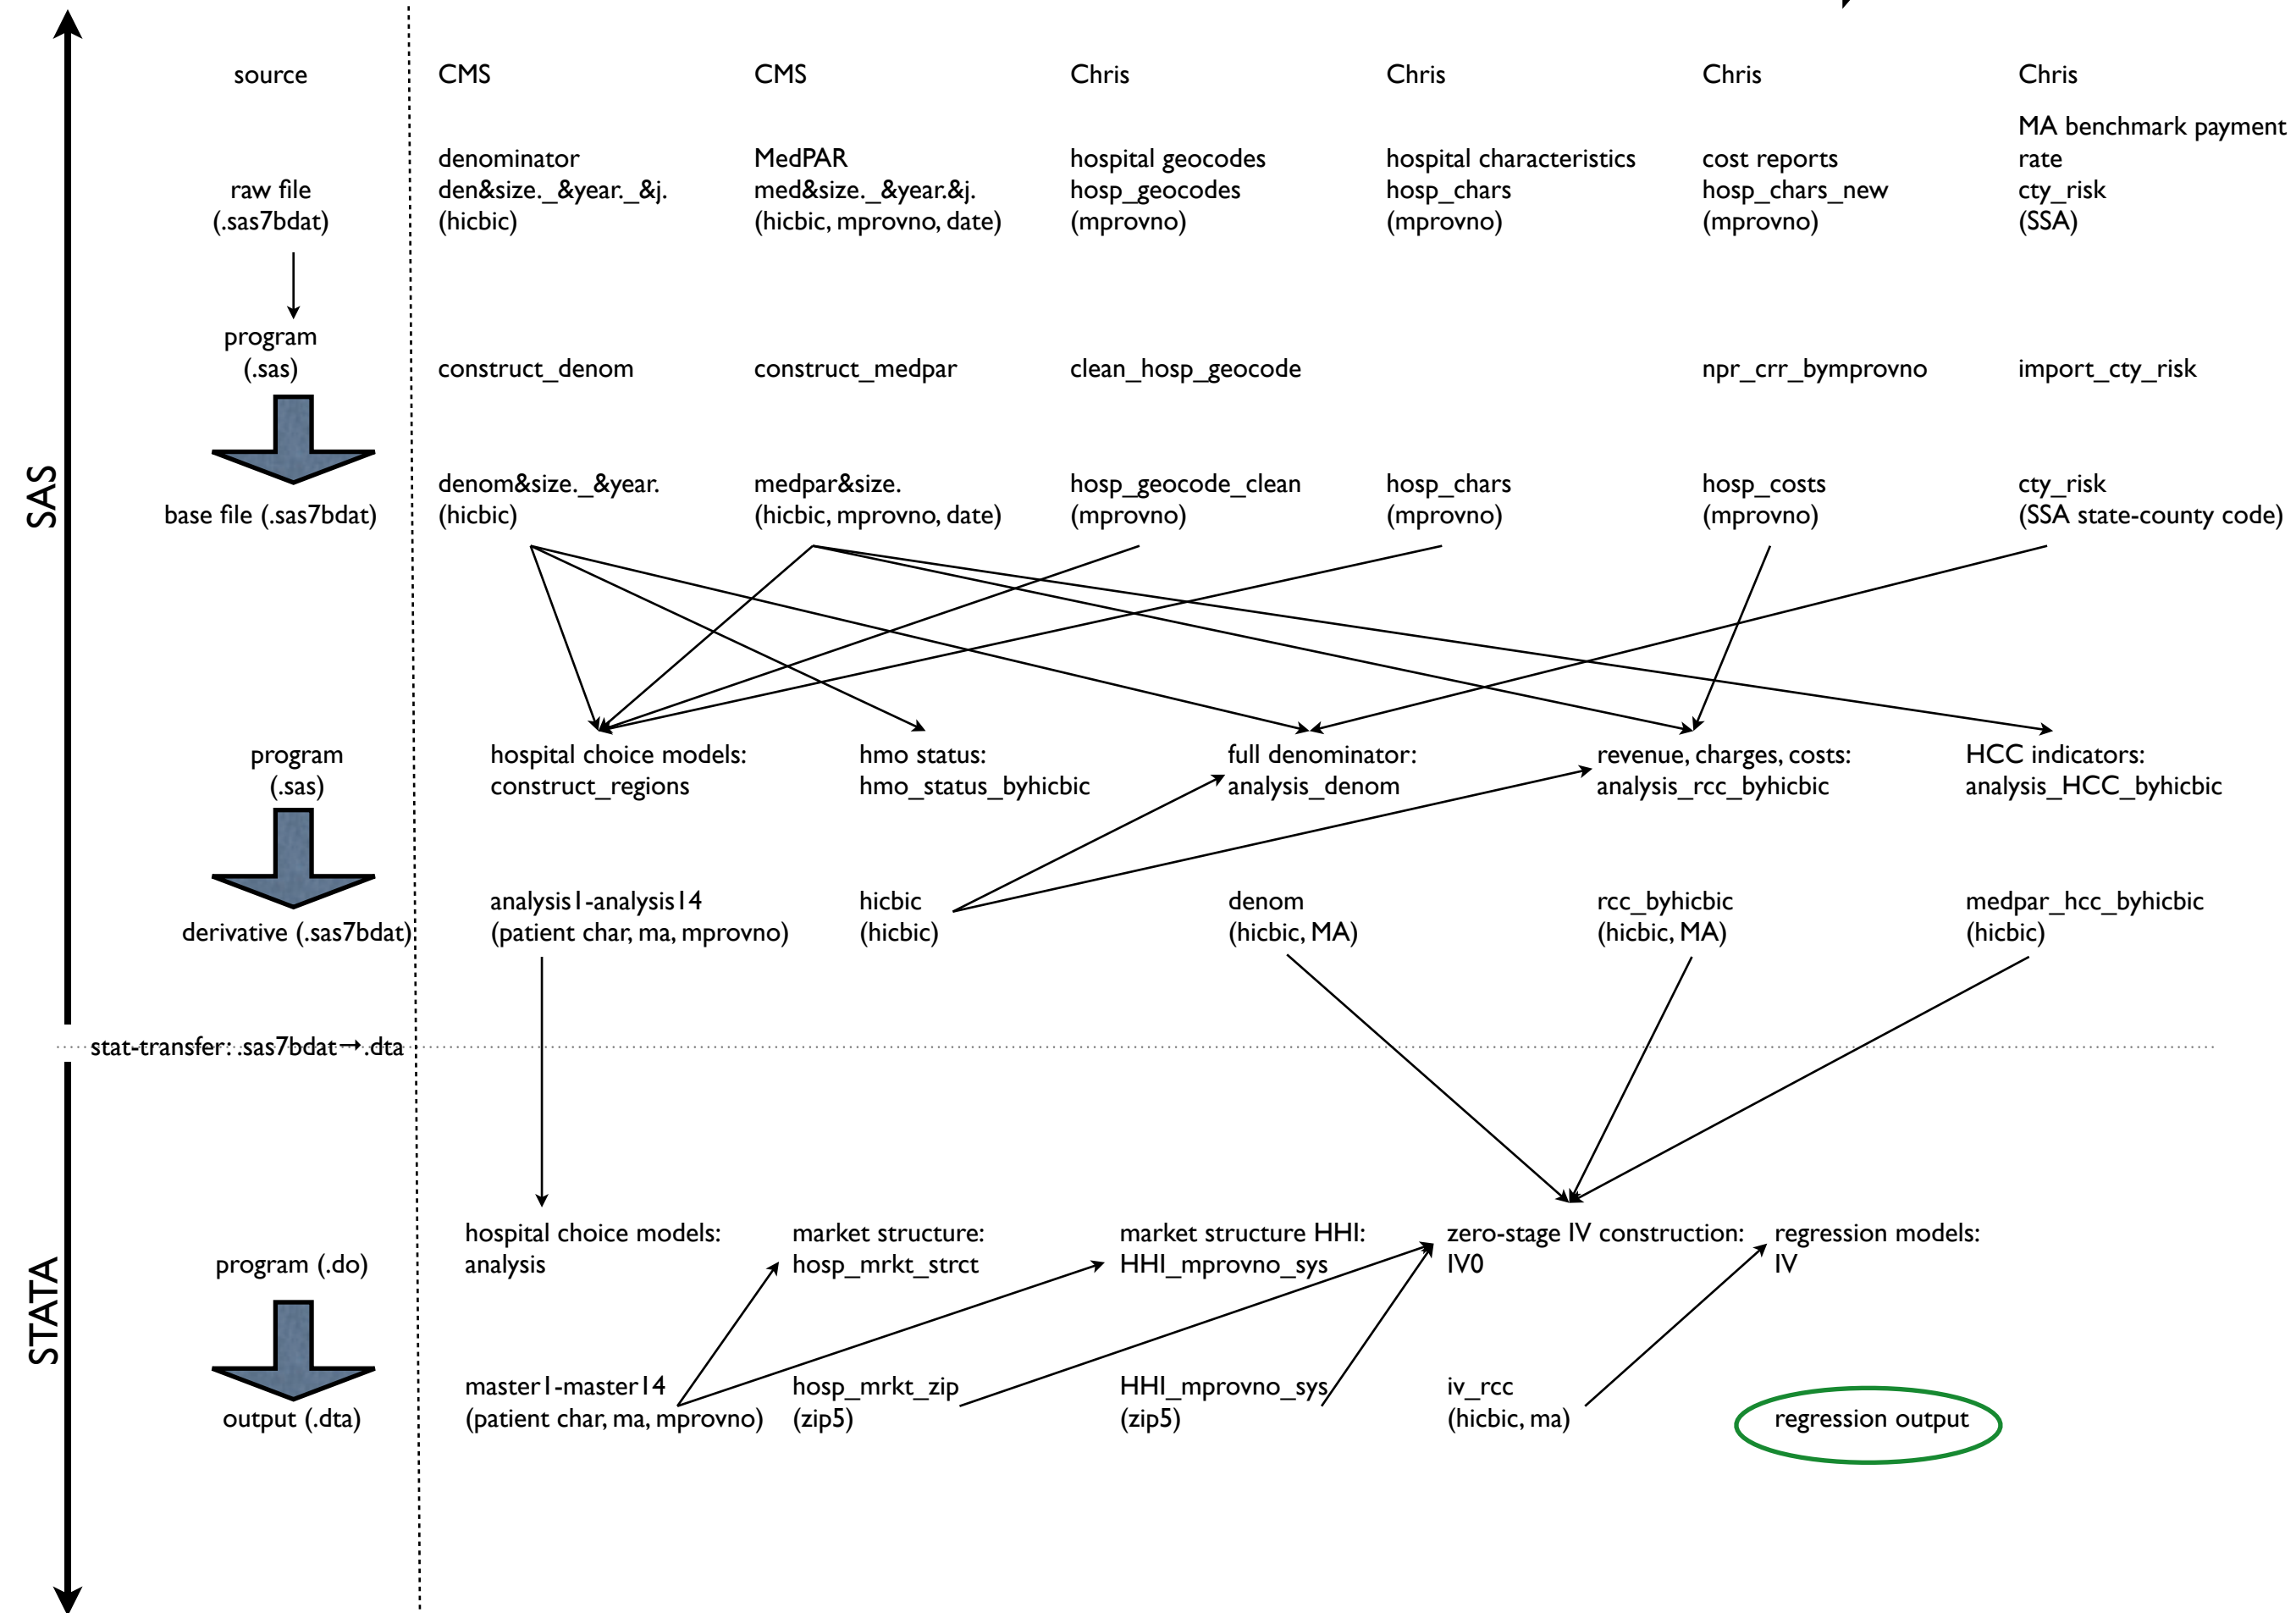 source
CMS
CMS
Chris
Chris
Chris
Chris
raw file
(.sas7bdat)
denominator
den&size._&year._&j.
(hicbic)
MedPAR
med&size._&year.&j.
(hicbic, mprovno, date)
hospital geocodes
hosp_geocodes
(mprovno)
hospital characteristics
hosp_chars
(mprovno)
cost reports
hosp_chars_new
(mprovno)
MA benchmark payment
rate
cty_risk
(SSA)
program
(.sas)
construct_denom
construct_medpar
clean_hosp_geocode
npr_crr_bymprovno
import_cty_risk
SAS
base file (.sas7bdat)
denom&size._&year.
(hicbic)
medpar&size.
(hicbic, mprovno, date)
hosp_geocode_clean
(mprovno)
hosp_chars
(mprovno)
hosp_costs
(mprovno)
cty_risk
(SSA state-county code)
program
(.sas)
hospital choice models:
construct_regions
hmo status:
hmo_status_byhicbic
full denominator:
analysis_denom
revenue, charges, costs:
analysis_rcc_byhicbic
HCC indicators:
analysis_HCC_byhicbic
derivative (.sas7bdat)
analysis1-analysis14
(patient char, ma, mprovno)
hicbic
(hicbic)
denom
(hicbic, MA)
rcc_byhicbic
(hicbic, MA)
medpar_hcc_byhicbic
(hicbic)
stat-transfer: .sas7bdat→.dta
STATA
program (.do)
hospital choice models:
analysis
market structure:
hosp_mrkt_strct
market structure HHI:
HHI_mprovno_sys
zero-stage IV construction:
IV0
regression models:
IV
output (.dta)
master1-master14
(patient char, ma, mprovno)
hosp_mrkt_zip
(zip5)
HHI_mprovno_sys
(zip5)
iv_rcc
(hicbic, ma)
regression output